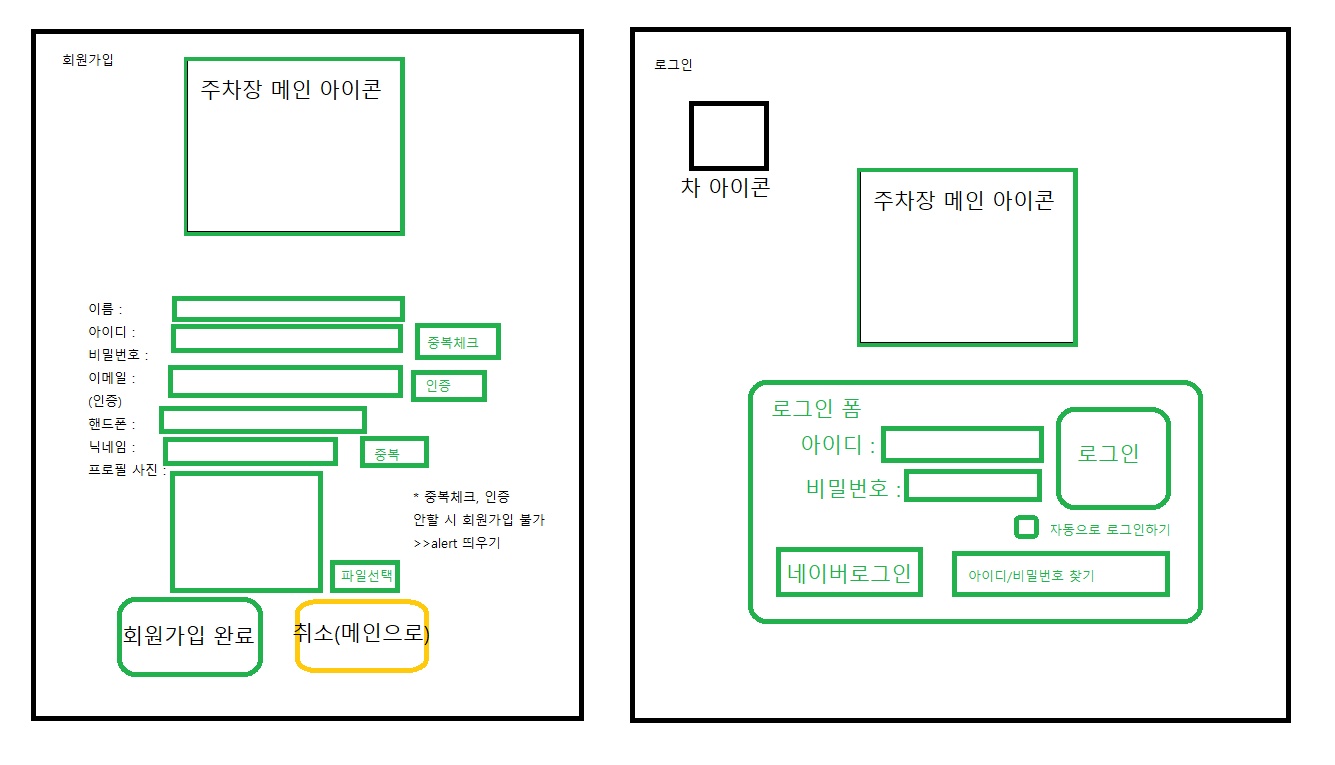 회원가입
주차장 메인 아이콘
이름 :
아이디 :
중복체크
비밀번호 :
이메일 :
인증
(인증)
핸드폰 :
닉네임 :
중복
프로필 사진 :
* 중복체크, 인증
안할 시 회원가입 불가
>>alert 띄우기
파일선택
회원가입 완료
취소(메인으로)
로그인
차 아이콘
주차장 메인 아이콘
로그인 폼
아이디 :
비밀번호 :
로그인
자동으로 로그인하기
네이버로그인
아이디/비밀번호 찾기